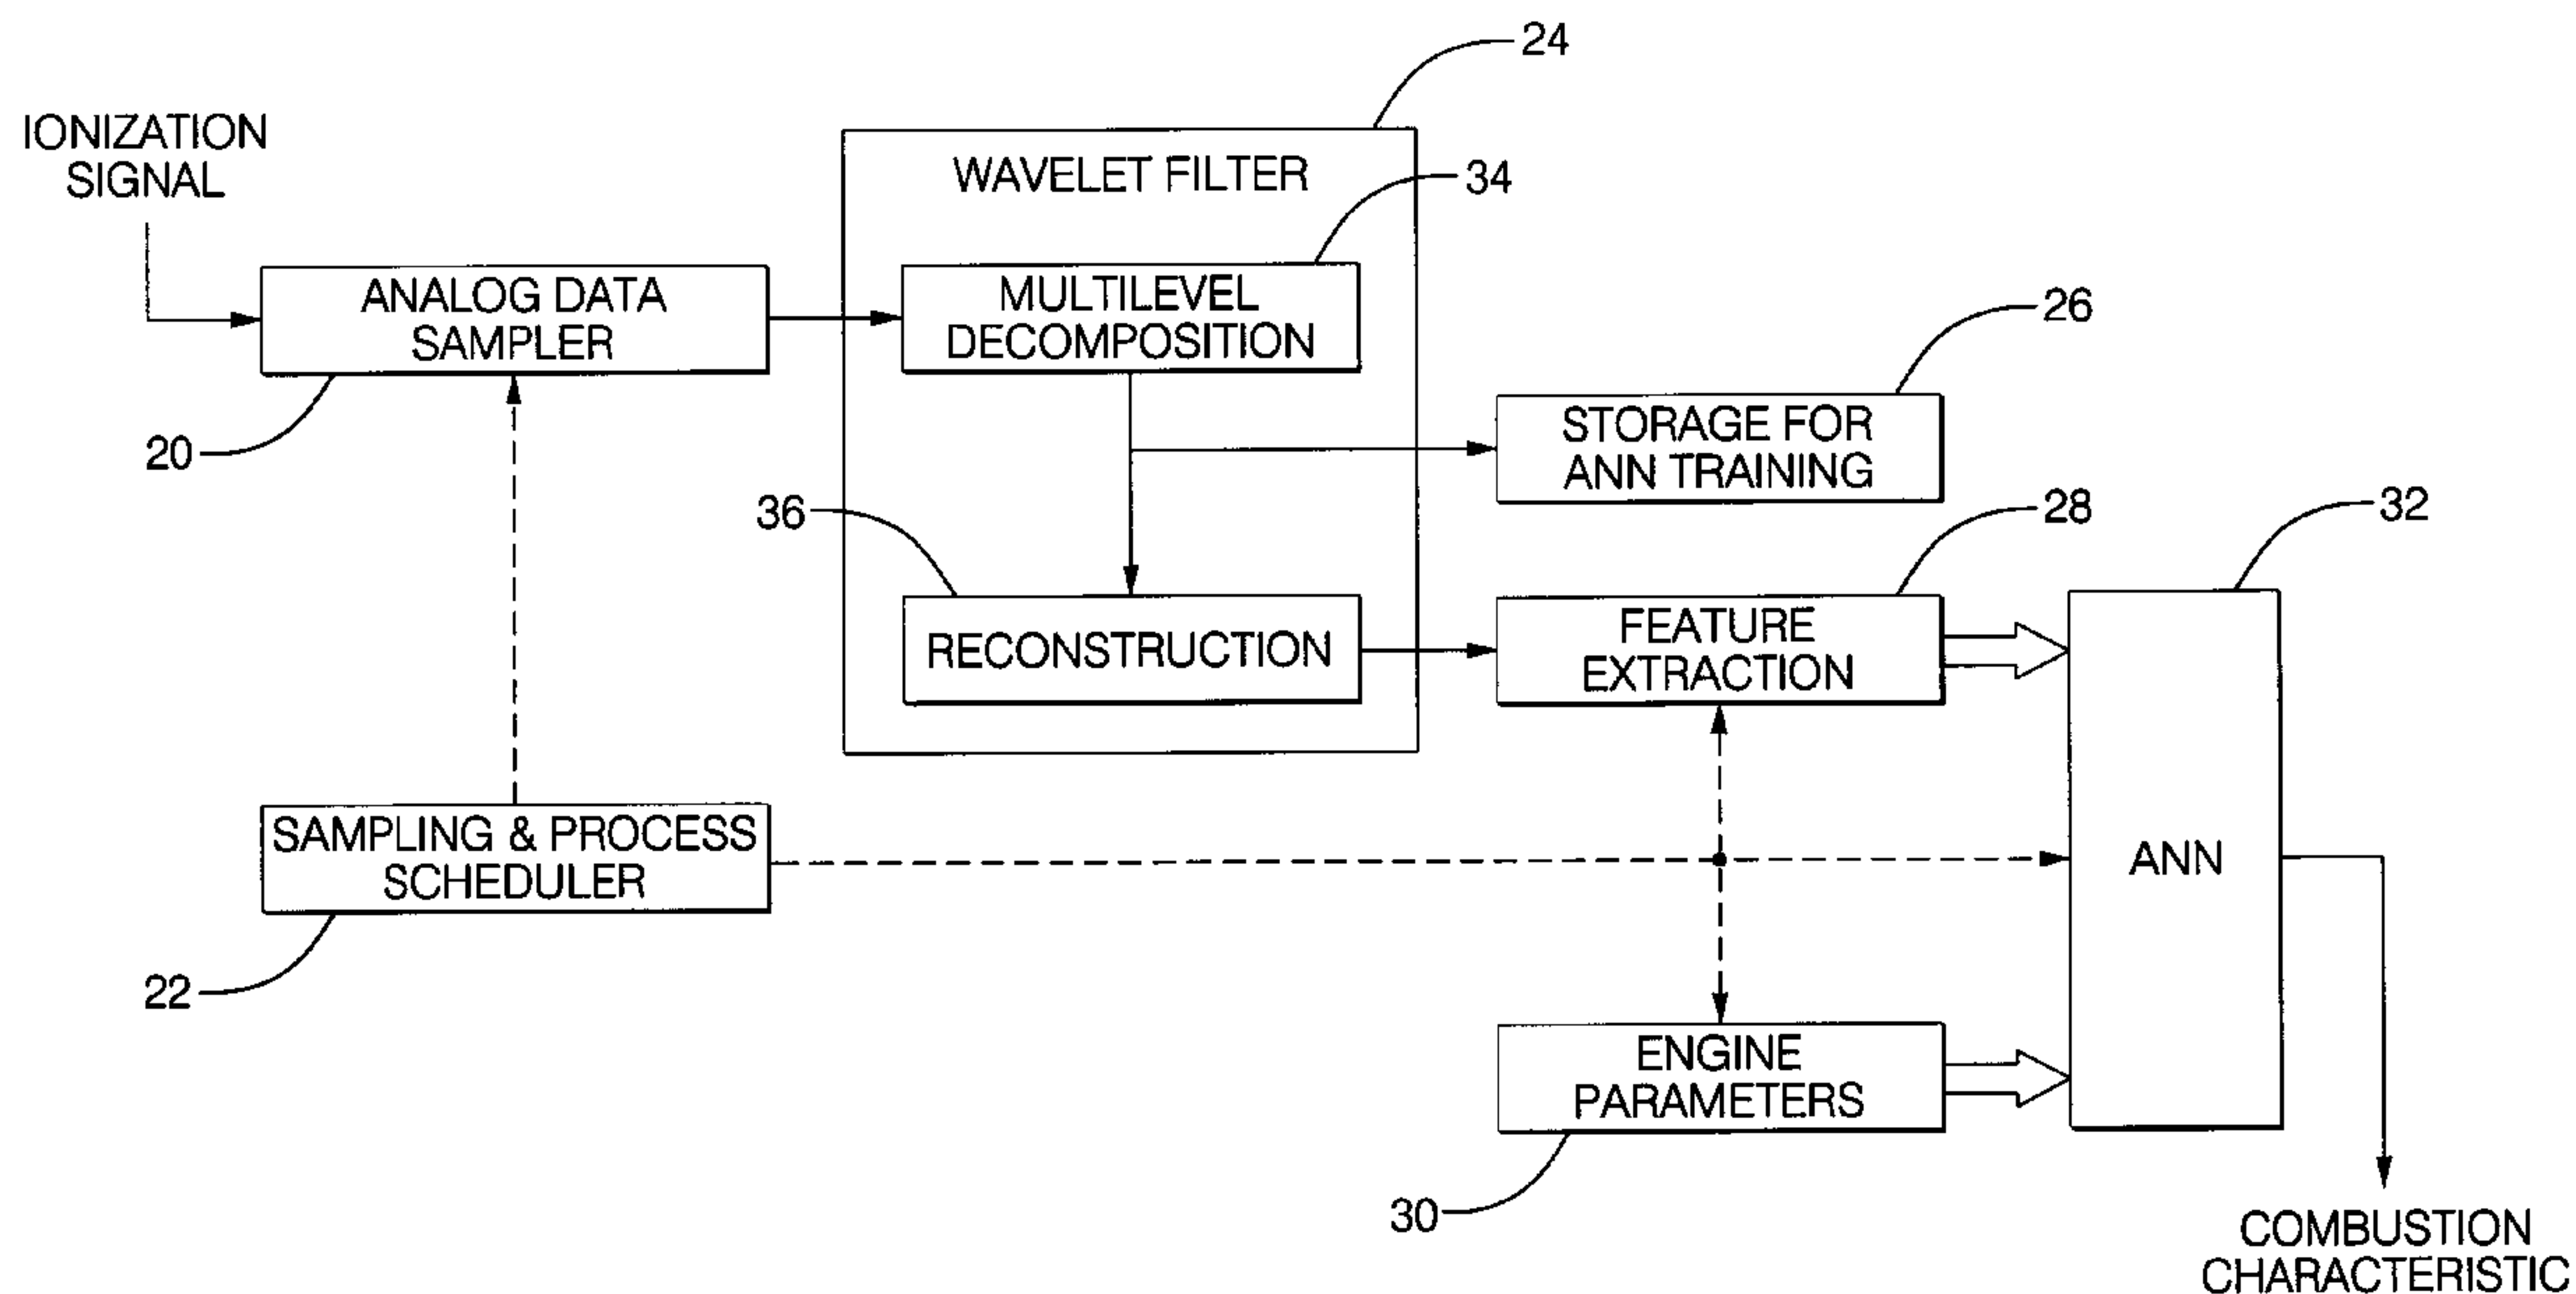 24
IONIZATION
SIGNAL
WAVELET FILTER
34
ANALOG DATA
SAMPLER
MULTILEVEL
DECOMPOSITION
26
20
STORAGE FOR
ANN TRAINING
36
28
32
RECONSTRUCTION
FEATURE
EXTRACTION
SAMPLING & PROCESS
SCHEDULER
ANN
22
ENGINE
PARAMETERS
30
COMBUSTION
CHARACTERISTIC